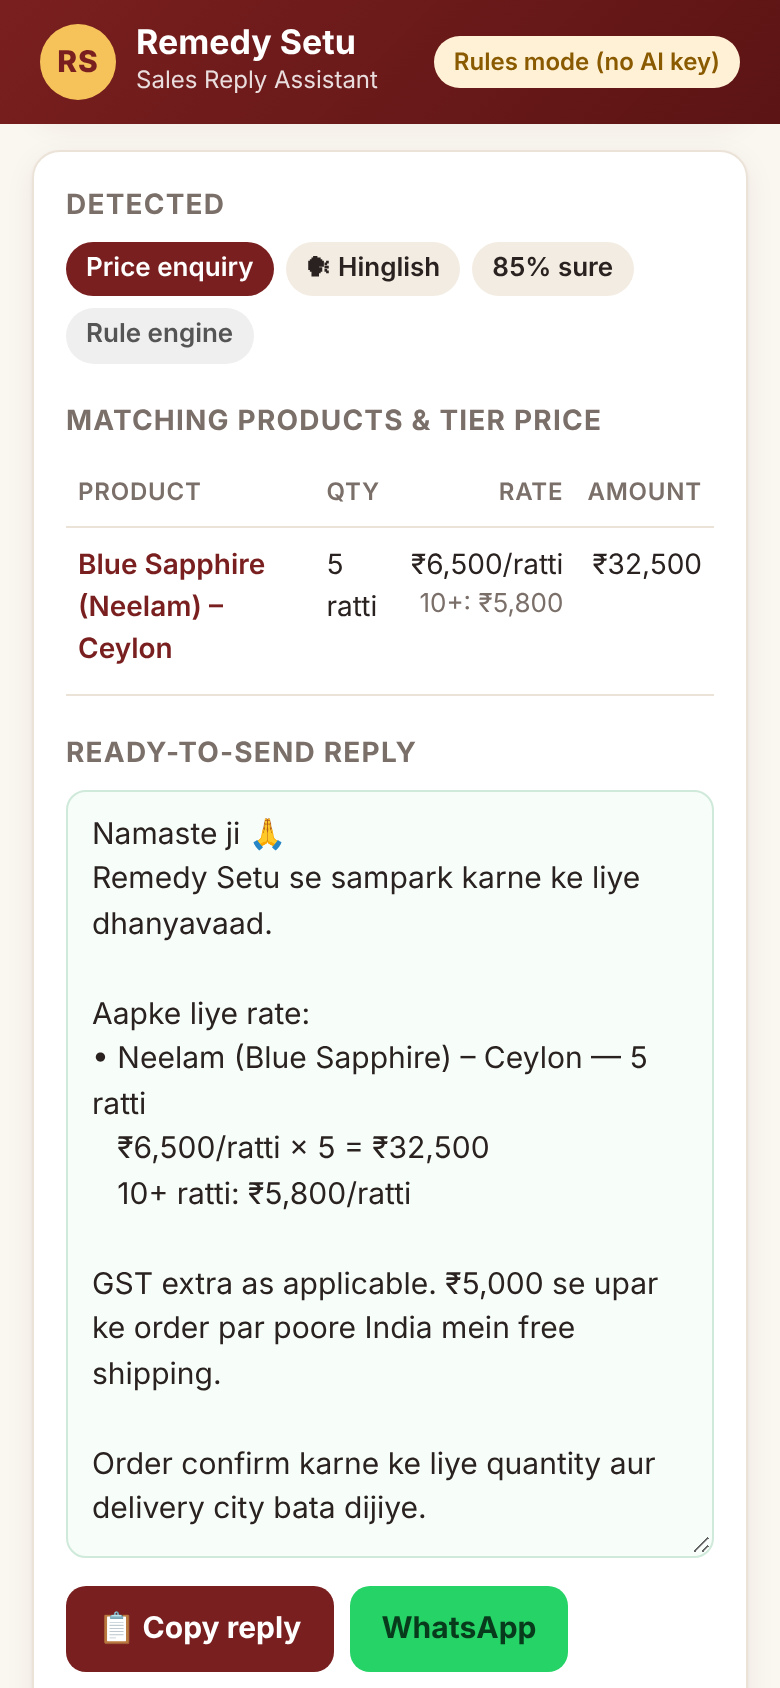 RS
Remedy Setu
Sales Reply Assistant
Rules mode (no AI key)
DETECTED
Price enquiry
🗣 Hinglish
85% sure
Rule engine
MATCHING PRODUCTS & TIER PRICE
PRODUCT QTY RATE AMOUNT
Blue Sapphire 5 ₹6,500/ratti ₹32,500
(Neelam) – ratti 10+: ₹5,800
Ceylon
READY-TO-SEND REPLY
Namaste ji 🙏
Remedy Setu se sampark karne ke liye
dhanyavaad.
Aapke liye rate:
• Neelam (Blue Sapphire) – Ceylon — 5
ratti
₹6,500/ratti × 5 = ₹32,500
10+ ratti: ₹5,800/ratti
GST extra as applicable. ₹5,000 se upar
ke order par poore India mein free
shipping.
Order confirm karne ke liye quantity aur
delivery city bata dijiye.
📋 Copy reply
WhatsApp